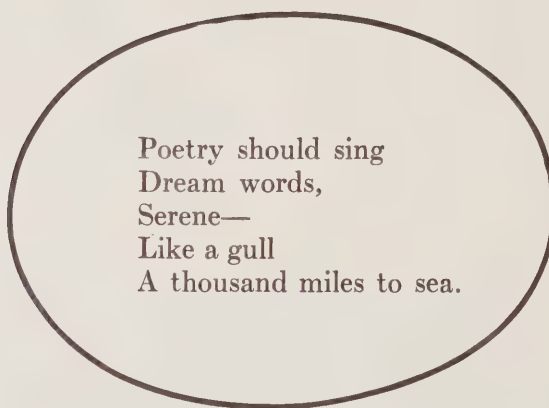 Poetry should sing
Dream words,
Serene—
Like a gull
A thousand miles to sea.